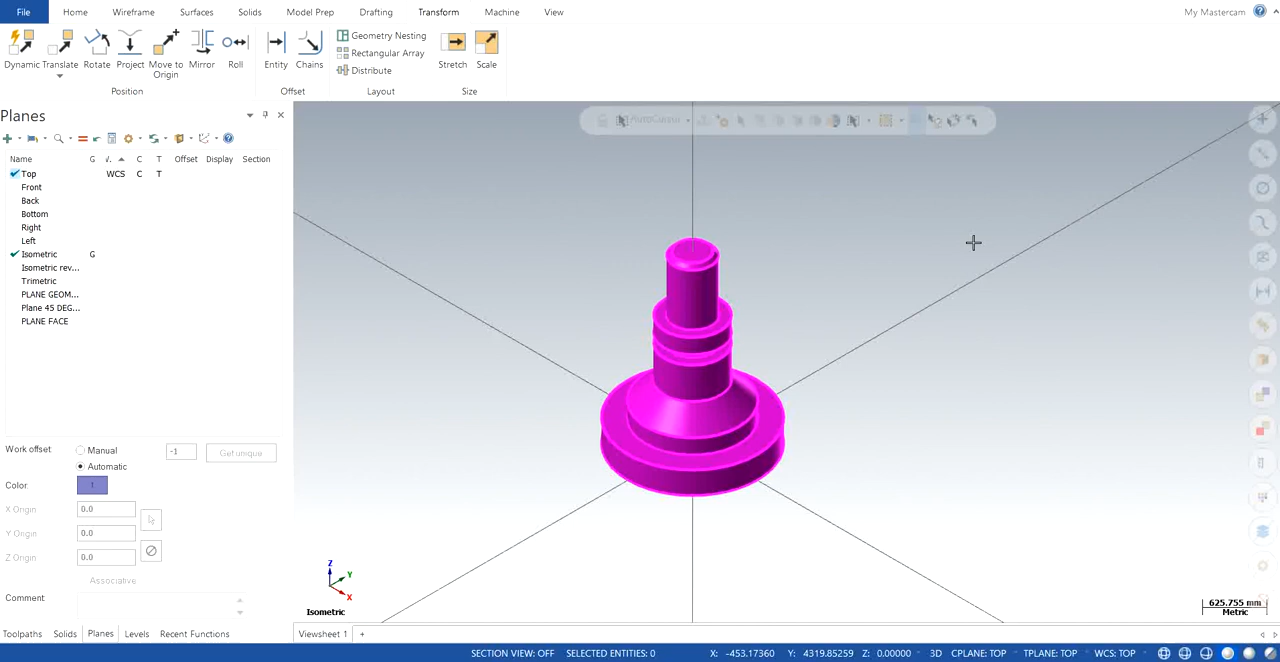 File Home Wireframe Surfaces Solids Model Prep Drafting Transform Machine View My Mastercam
Dynamic Translate Rotate Project Move to Origin Mirror Roll Entity Chains Geometry Nesting Stretch Scale
Rectangular Array
Distribute
Position Offset Layout Size
Planes
AutoCursor
Name G C T Offset Display Section
Top WCS C T
Front
Back
Bottom
Right
Left
Isometric G
Isometric rev...
Trimetric
PLANE GEOM...
Plane 45 DEG...
PLANE FACE
Work offset Manual -1 Get unique
Automatic
Color 1
X Origin 0.0
Y Origin 0.0
Z Origin 0.0
Associative
Comment
Z
Y
X
Isometric
625.755 mm
Metric
Toolpaths Solids Planes Levels Recent Functions Viewsheet 1 +
SECTION VIEW: OFF SELECTED ENTITIES: 0 X: -453.17360 Y: 4319.85259 Z: 0.00000 3D CPLANE: TOP TPLANE: TOP WCS: TOP